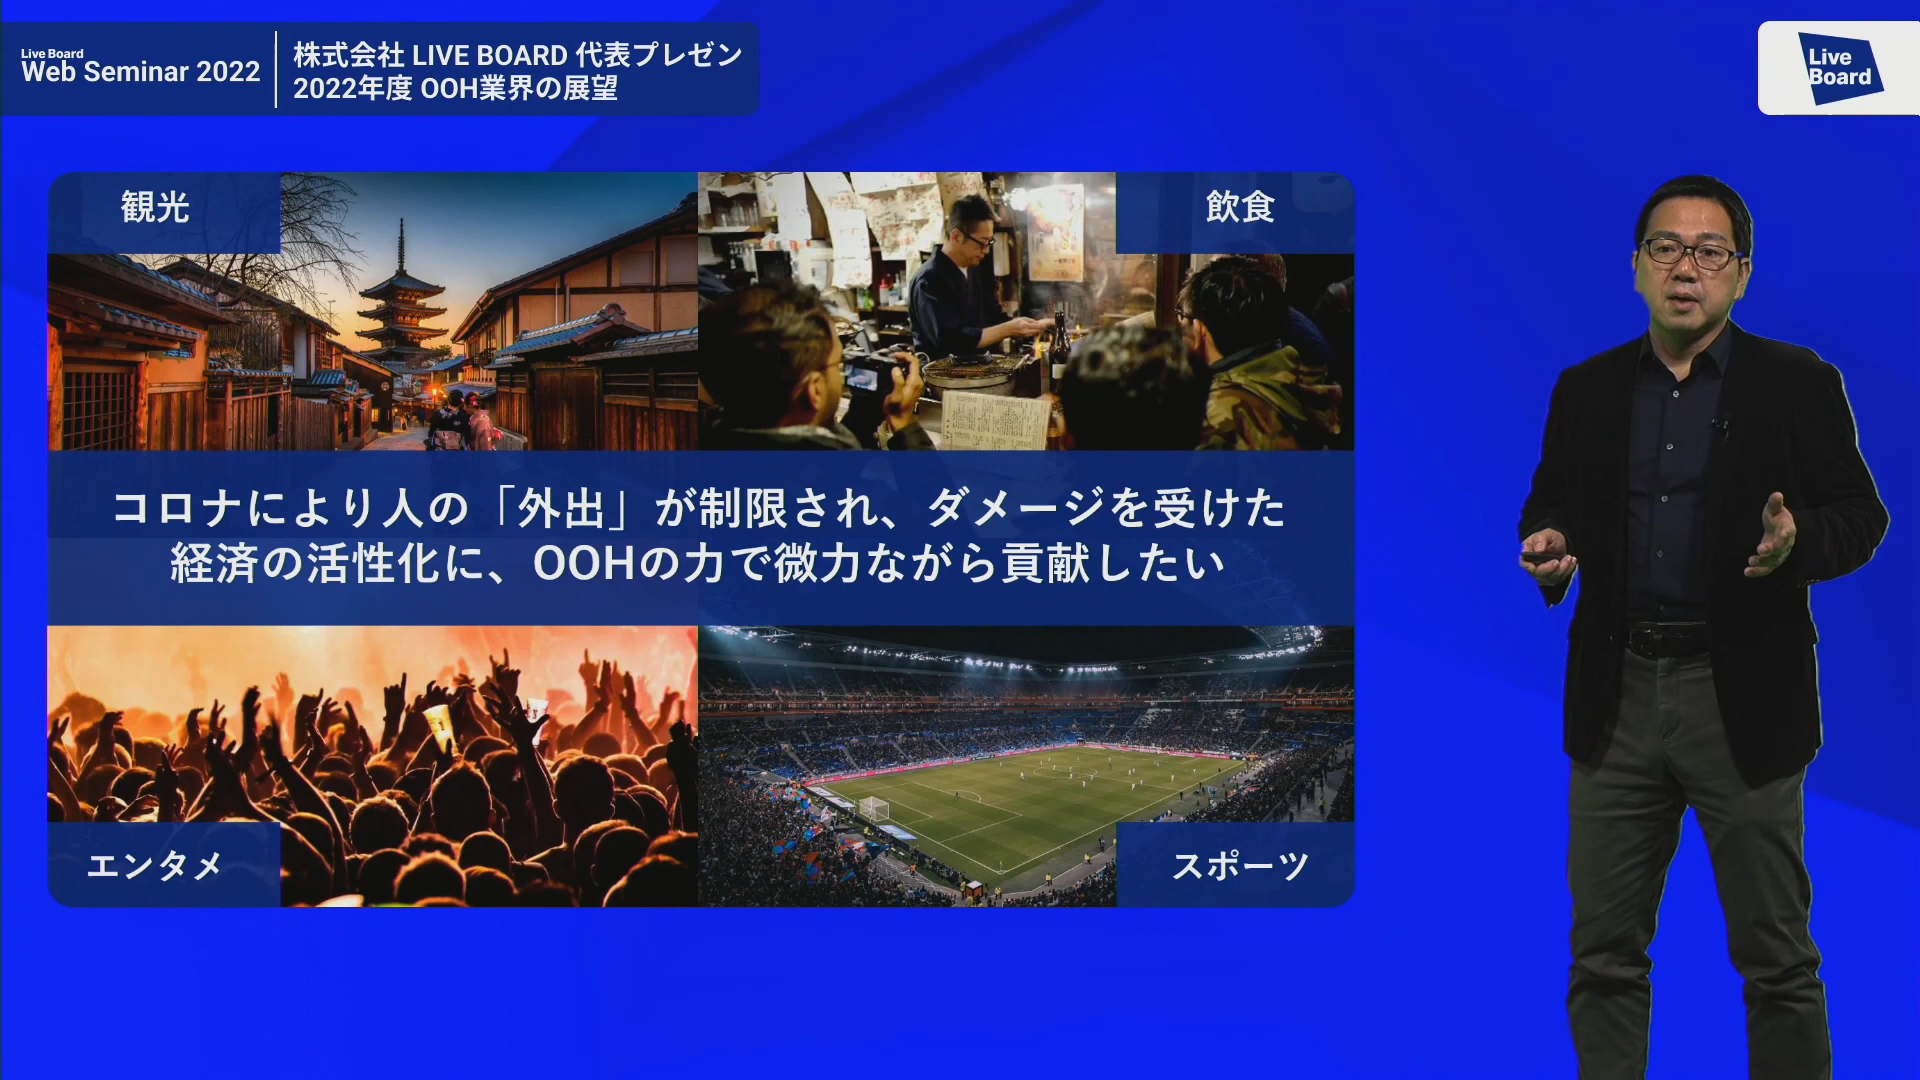 Live Board
Web Seminar 2022
株式会社 LIVE BOARD 代表プレゼン
2022年度 OOH業界の展望
Live
Board
観光
飲食
コロナにより人の「外出」が制限され、ダメージを受けた
経済の活性化に、OOHの力で微力ながら貢献したい
エンタメ
スポーツ